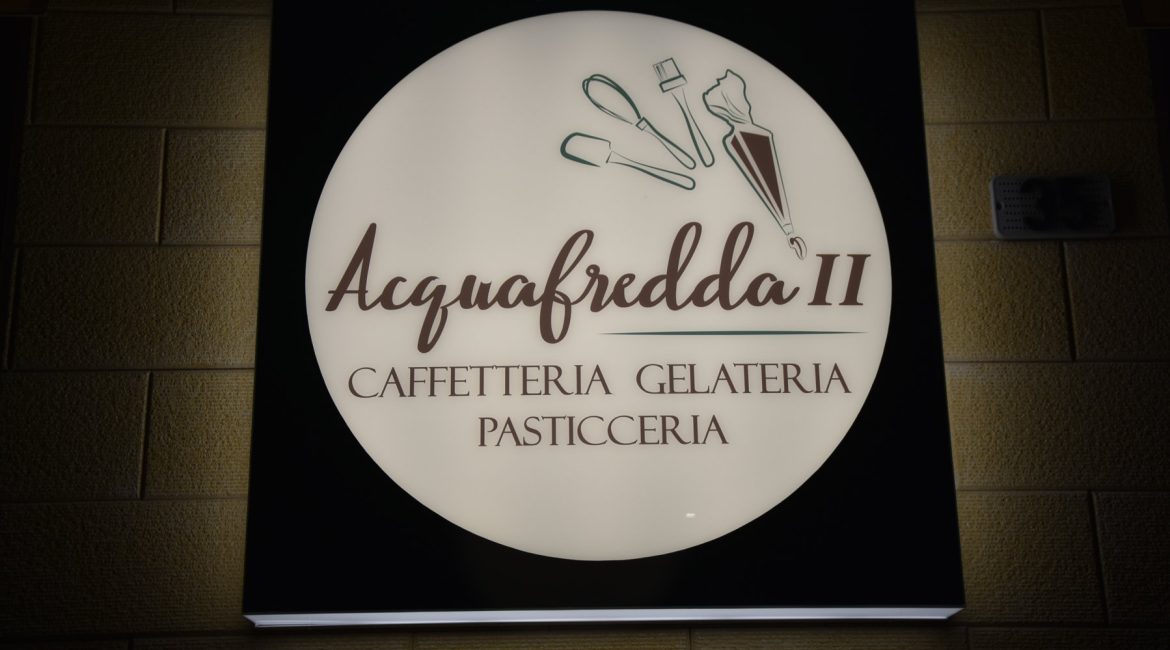 Acquafredda II
CAFFETTERIA GELATERIA
PASTICCERIA